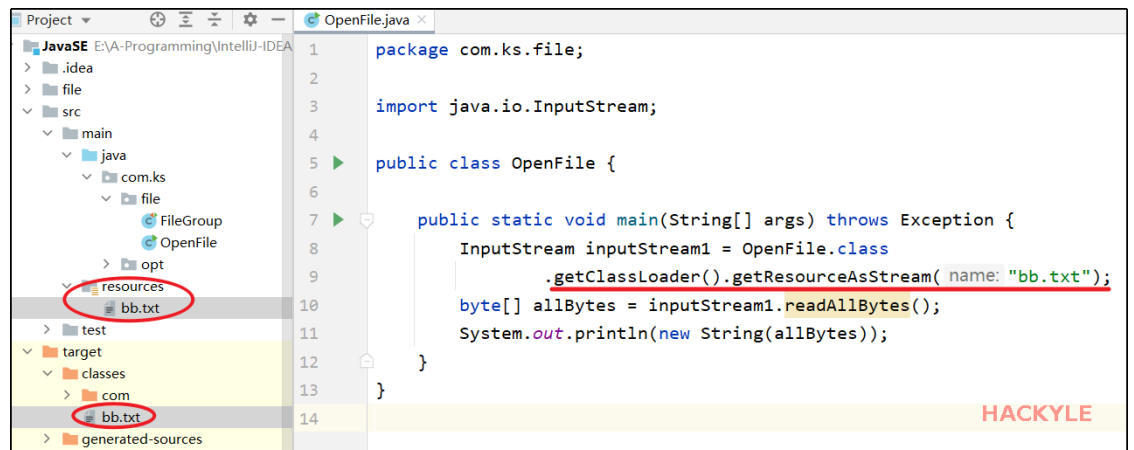 Project
OpenFile.java
JavaSE E:\A-Programming\IntelliJ-IDEA
.idea
file
src
main
java
com.ks
file
FileGroup
OpenFile
opt
resources
bb.txt
test
target
classes
com
bb.txt
generated-sources
1 package com.ks.file;
2
3 import java.io.InputStream;
4
5 public class OpenFile {
6
7 public static void main(String[] args) throws Exception {
8 InputStream inputStream1 = OpenFile.class
9 .getClassLoader().getResourceAsStream( name: "bb.txt");
10 byte[] allBytes = inputStream1.readAllBytes();
11 System.out.println(new String(allBytes));
12 }
13 }
14
HACKYLE